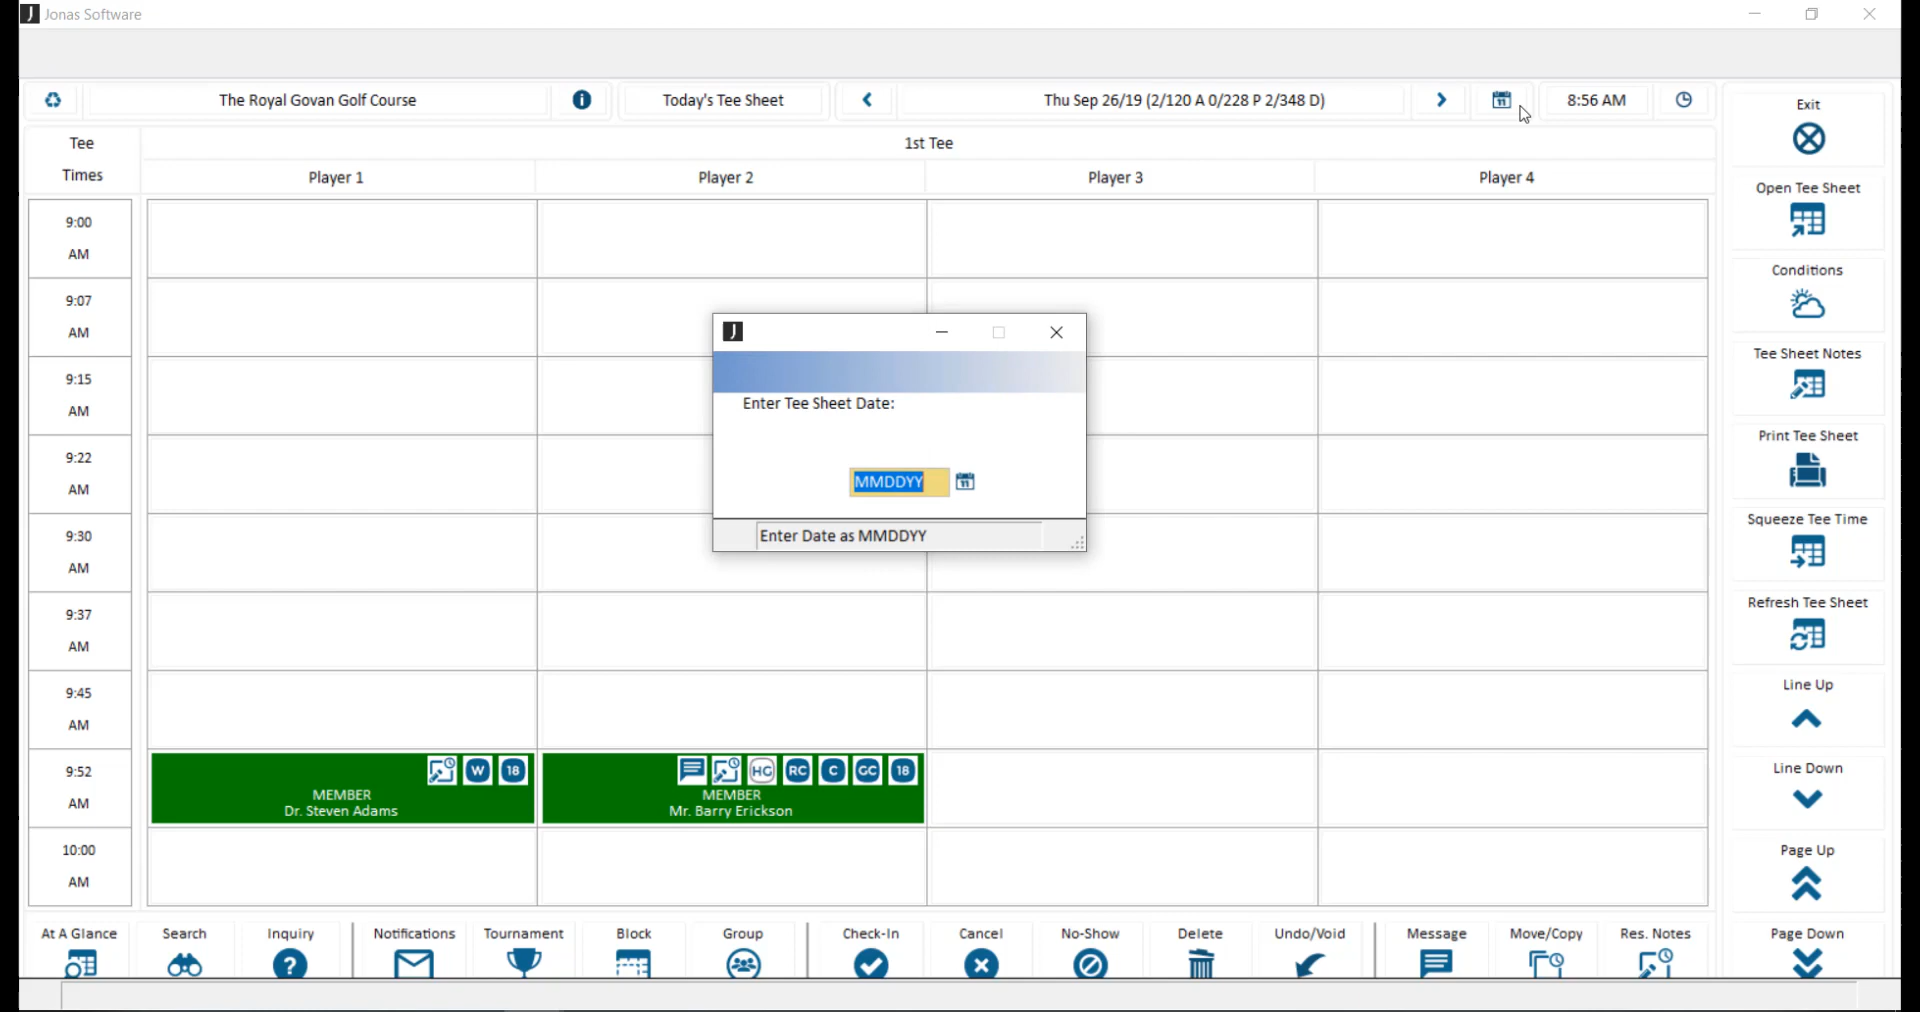 Jonas Software
The Royal Govan Golf Course
Today's Tee Sheet
Thu Sep 26/19 (2/120 A 0/228 P 2/348 D)
11
8:56 AM
Exit
Tee
Times
1st Tee
Player 1
Player 2
Player 3
Player 4
Open Tee Sheet
Conditions
Tee Sheet Notes
Print Tee Sheet
Squeeze Tee Time
Refresh Tee Sheet
Line Up
Line Down
Page Up
Page Down
9:00
AM
9:07
AM
9:15
AM
9:22
AM
9:30
AM
9:37
AM
9:45
AM
9:52
AM
10:00
AM
J
Enter Tee Sheet Date:
MMDDYY
11
Enter Date as MMDDYY
W
18
MEMBER
Dr. Steven Adams
HG
RC
C
GC
18
MEMBER
Mr. Barry Erickson
At A Glance
Search
Inquiry
Notifications
Tournament
Block
Group
Check-In
Cancel
No-Show
Delete
Undo/Void
Message
Move/Copy
Res. Notes